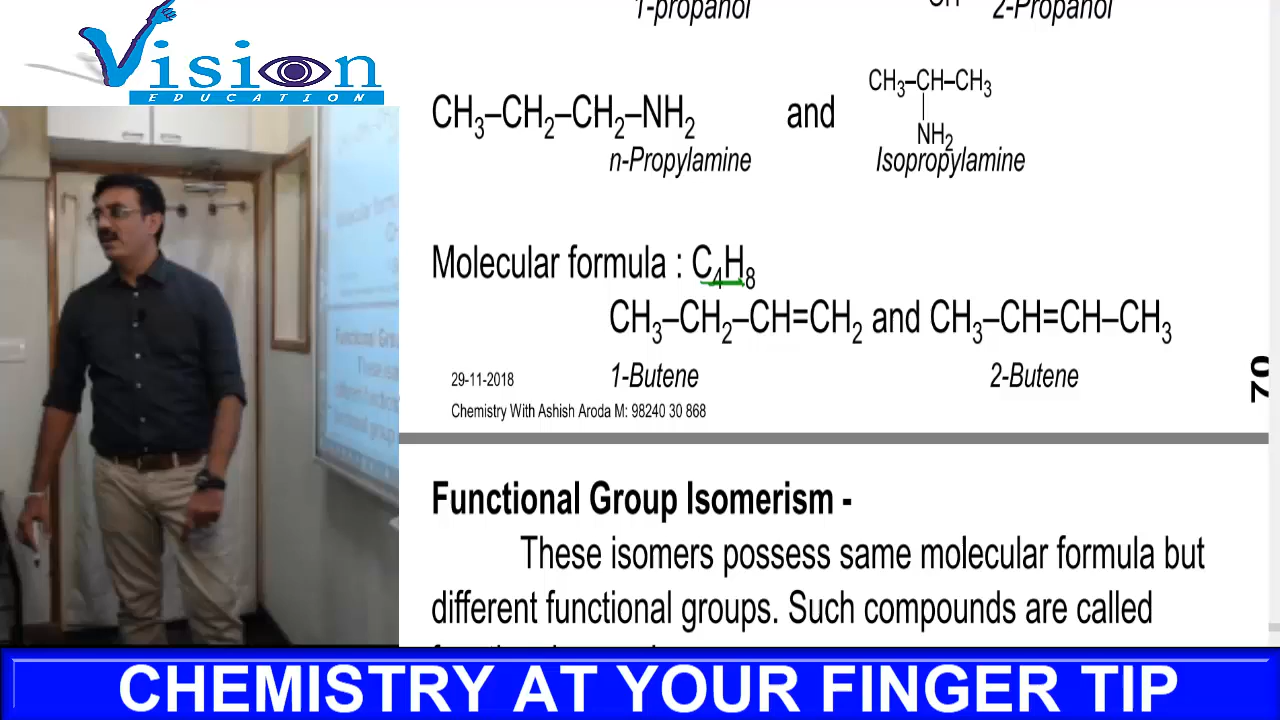 Vision
EDUCATION
1-propanol
2-Propanol
CH₃–CH–CH₃
CH₃–CH₂–CH₂–NH₂ and
NH₂
n-Propylamine
Isopropylamine
Molecular formula : C₄H₈
CH₃–CH₂–CH=CH₂ and CH₃–CH=CH–CH₃
1-Butene
2-Butene
29-11-2018
70
Chemistry With Ashish Aroda M: 98240 30 868
Functional Group Isomerism -
These isomers possess same molecular formula but
different functional groups. Such compounds are called
CHEMISTRY AT YOUR FINGER TIP